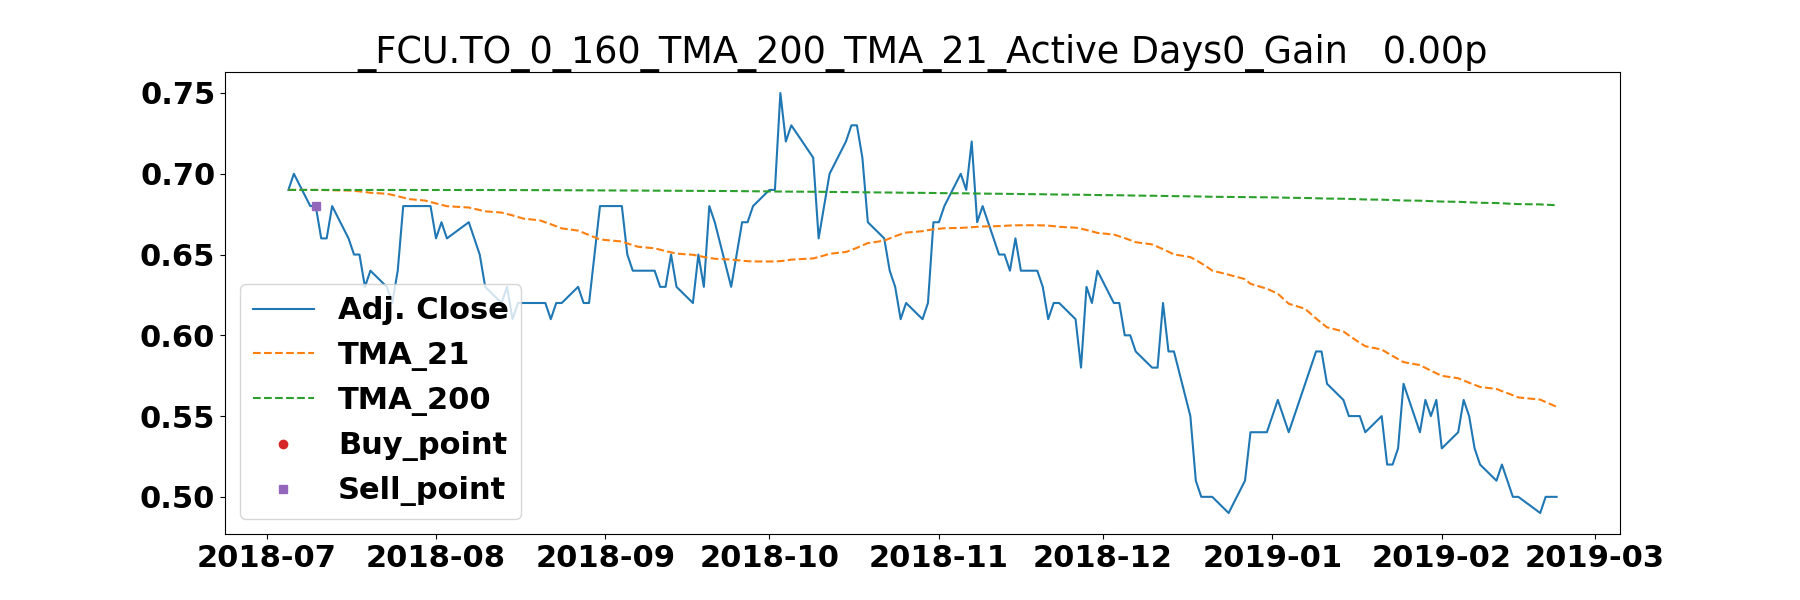 _FCU.TO_0_160_TMA_200_TMA_21_Active Days0_Gain   0.00p
0.75
0.70
0.65
0.60
0.55
0.50
Adj. Close
TMA_21
TMA_200
Buy_point
Sell_point
2018-07 2018-08 2018-09 2018-10 2018-11 2018-12 2019-01 2019-02 2019-03